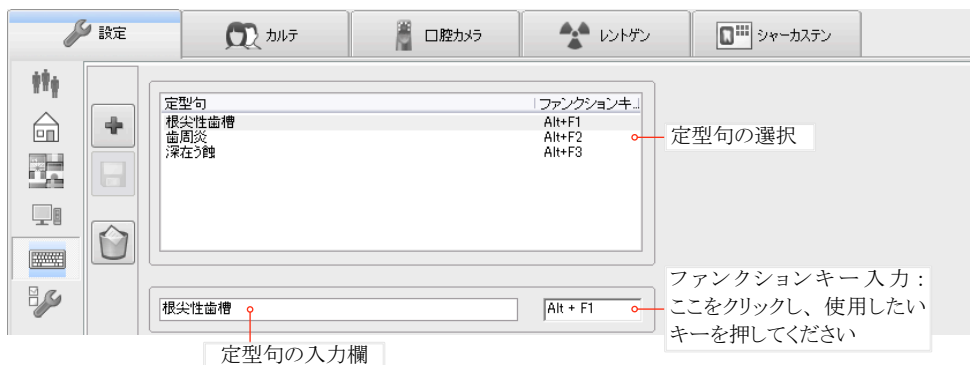 設定
カルテ
口腔カメラ
レントゲン
シャーカステン
定型句 ファンクションキ...
根尖性歯槽 Alt+F1
歯周炎 Alt+F2
深在う蝕 Alt+F3
定型句の選択
根尖性歯槽 Alt + F1
ファンクションキー入力:
ここをクリックし、使用したい
キーを押してください
定型句の入力欄